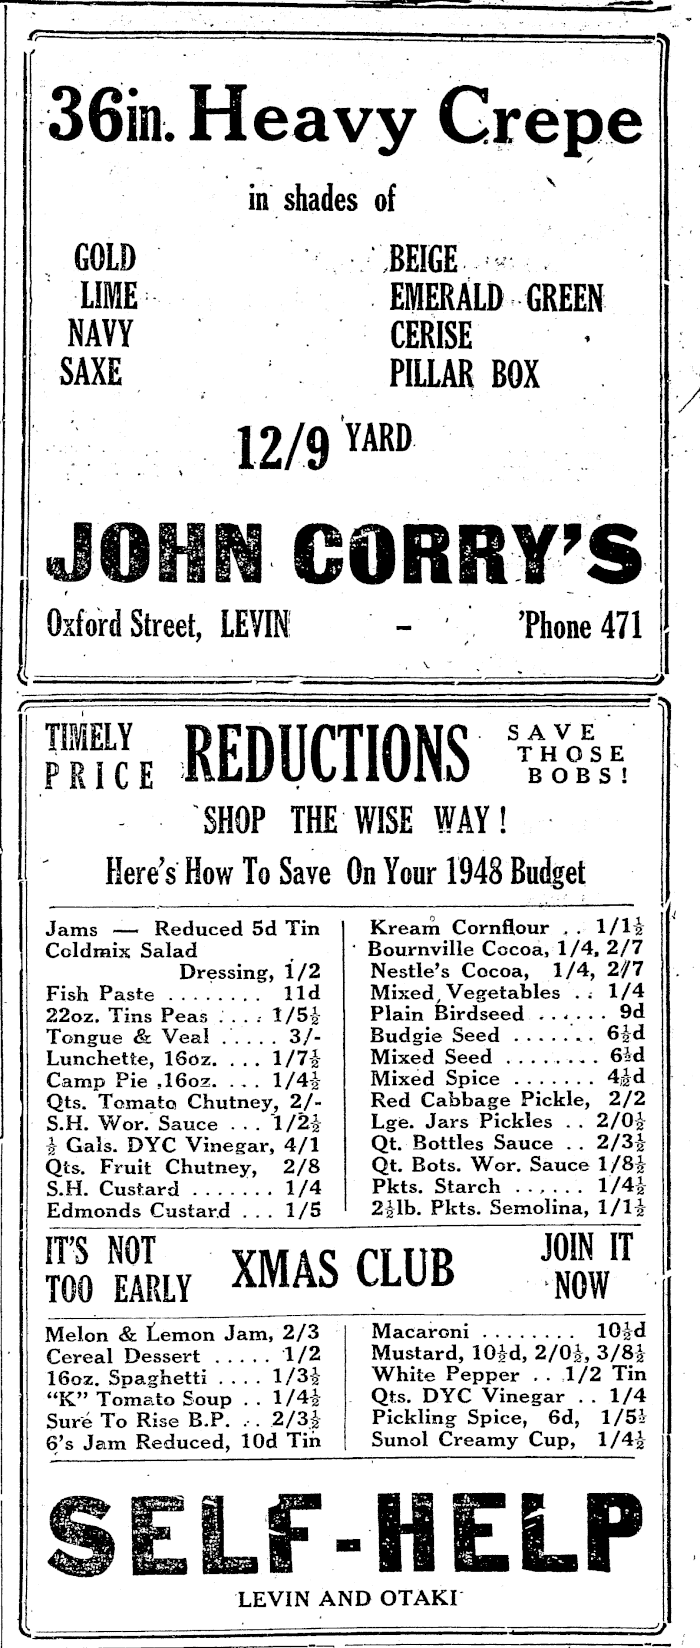 36in. Heavy Crepe
in shades of
GOLD
LIME
NAVY
SAXE
BEIGE
EMERALD GREEN
CERISE
PILLAR BOX
12/9 YARD
JOHN CORRY'S
Oxford Street, LEVIN – 'Phone 471
TIMELY
PRICE
REDUCTIONS
SAVE
THOSE
BOBS!
SHOP THE WISE WAY!
Here's How To Save On Your 1948 Budget
Jams — Reduced 5d Tin
Coldmix Salad
Dressing, 1/2
Fish Paste ........ 11d
22oz. Tins Peas .... 1/5½
Tongue & Veal ..... 3/-
Lunchette, 16oz. ... 1/7½
Camp Pie ,16oz. ... 1/4½
Qts. Tomato Chutney, 2/-
S.H. Wor. Sauce ... 1/2½
½ Gals. DYC Vinegar, 4/1
Qts. Fruit Chutney, 2/8
S.H. Custard ....... 1/4
Edmonds Custard ... 1/5
Kream Cornflour .. 1/1½
Bournville Cocoa, 1/4, 2/7
Nestle's Cocoa, 1/4, 2/7
Mixed Vegetables .. 1/4
Plain Birdseed ...... 9d
Budgie Seed ....... 6½d
Mixed Seed ........ 6½d
Mixed Spice ....... 4½d
Red Cabbage Pickle, 2/2
Lge. Jars Pickles .. 2/0½
Qt. Bottles Sauce .. 2/3½
Qt. Bots. Wor. Sauce 1/8½
Pkts. Starch ...... 1/4½
2½lb. Pkts. Semolina, 1/1½
IT'S NOT
TOO EARLY
XMAS CLUB
JOIN IT
NOW
Melon & Lemon Jam, 2/3
Cereal Dessert ..... 1/2
16oz. Spaghetti .... 1/3½
"K" Tomato Soup .. 1/4½
Sure To Rise B.P. .. 2/3½
6's Jam Reduced, 10d Tin
Macaroni ........ 10½d
Mustard, 10½d, 2/0½, 3/8½
White Pepper .. 1/2 Tin
Qts. DYC Vinegar .. 1/4
Pickling Spice, 6d, 1/5½
Sunol Creamy Cup, 1/4½
SELF-HELP
LEVIN AND OTAKI